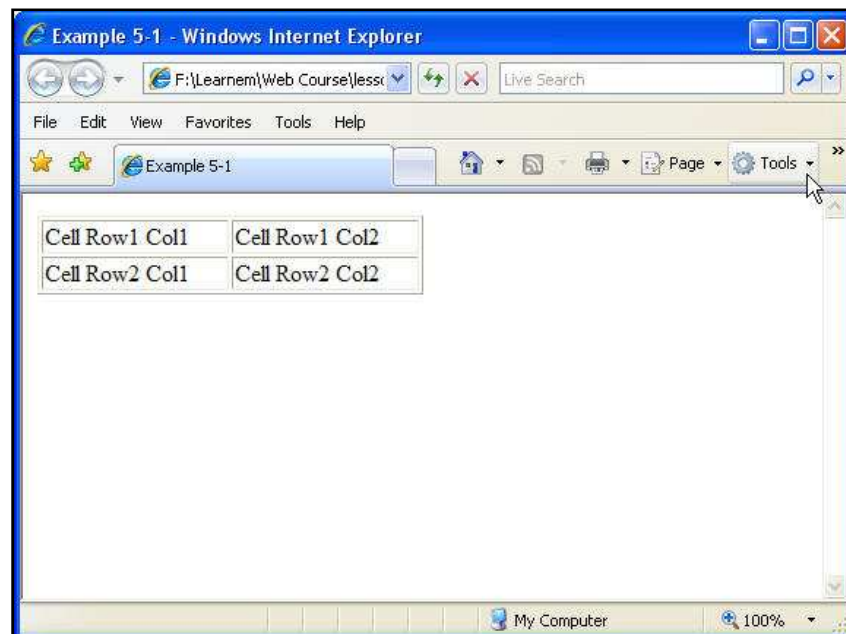 Example 5-1 - Windows Internet Explorer
F:\Learnem\Web Course\less Live Search
File Edit View Favorites Tools Help
Example 5-1 Page Tools »
Cell Row1 Col1 Cell Row1 Col2
Cell Row2 Col1 Cell Row2 Col2
My Computer 100%